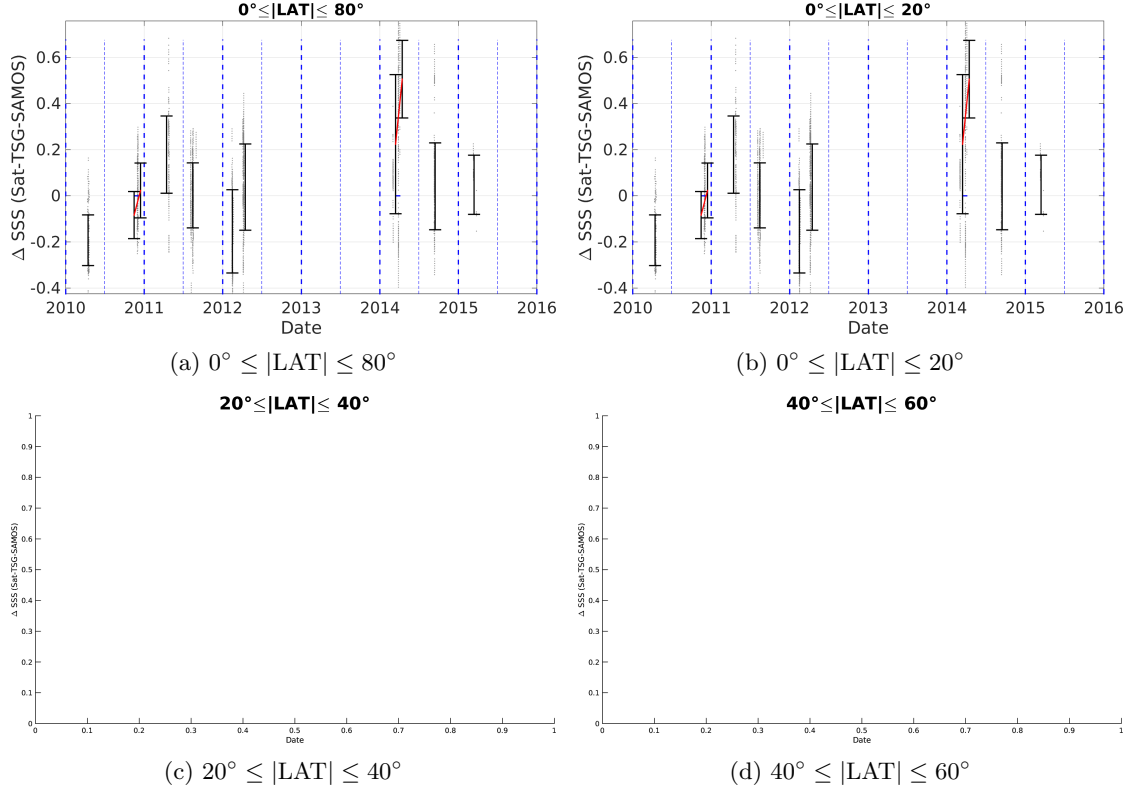 0°≤|LAT|≤ 80°
Δ SSS (Sat-TSG-SAMOS)
0.6
0.4
0.2
0
-0.2
-0.4
2010 2011 2012 2013 2014 2015 2016
Date
(a) 0° ≤ |LAT| ≤ 80°
0°≤|LAT|≤ 20°
Δ SSS (Sat-TSG-SAMOS)
0.6
0.4
0.2
0
-0.2
-0.4
2010 2011 2012 2013 2014 2015 2016
Date
(b) 0° ≤ |LAT| ≤ 20°
20°≤|LAT|≤ 40°
Δ SSS (Sat-TSG-SAMOS)
1
0.9
0.8
0.7
0.6
0.5
0.4
0.3
0.2
0.1
0
0 0.1 0.2 0.3 0.4 0.5 0.6 0.7 0.8 0.9 1
Date
(c) 20° ≤ |LAT| ≤ 40°
40°≤|LAT|≤ 60°
Δ SSS (Sat-TSG-SAMOS)
1
0.9
0.8
0.7
0.6
0.5
0.4
0.3
0.2
0.1
0
0 0.1 0.2 0.3 0.4 0.5 0.6 0.7 0.8 0.9 1
Date
(d) 40° ≤ |LAT| ≤ 60°